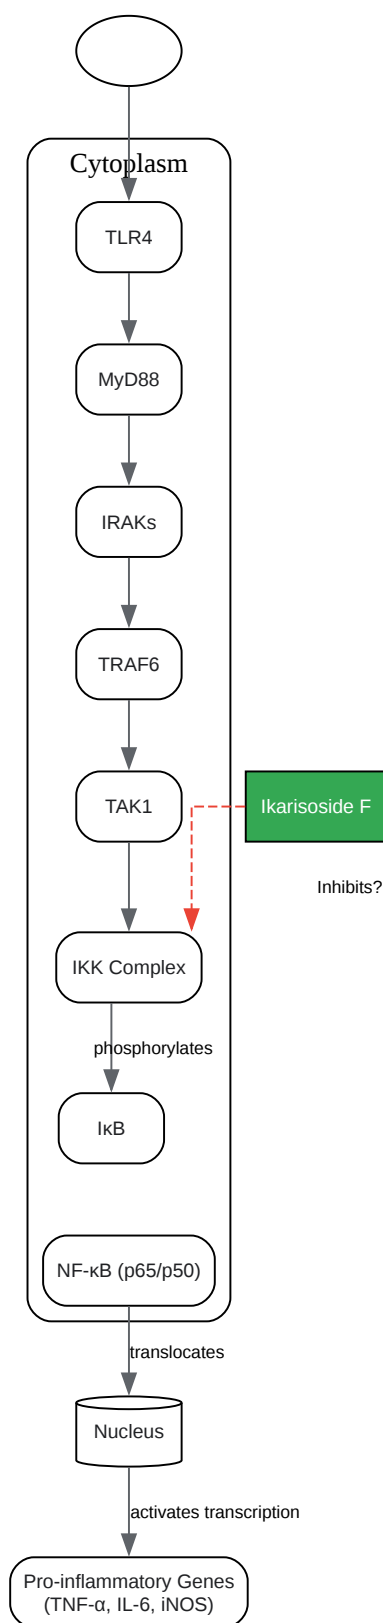 Cytoplasm
TLR4
MyD88
IRAKs
TRAF6
TAK1
Ikarisoside F
Inhibits?
IKK Complex
phosphorylates
IκB
NF-κB (p65/p50)
translocates
Nucleus
activates transcription
Pro-inflammatory Genes
(TNF-α, IL-6, iNOS)